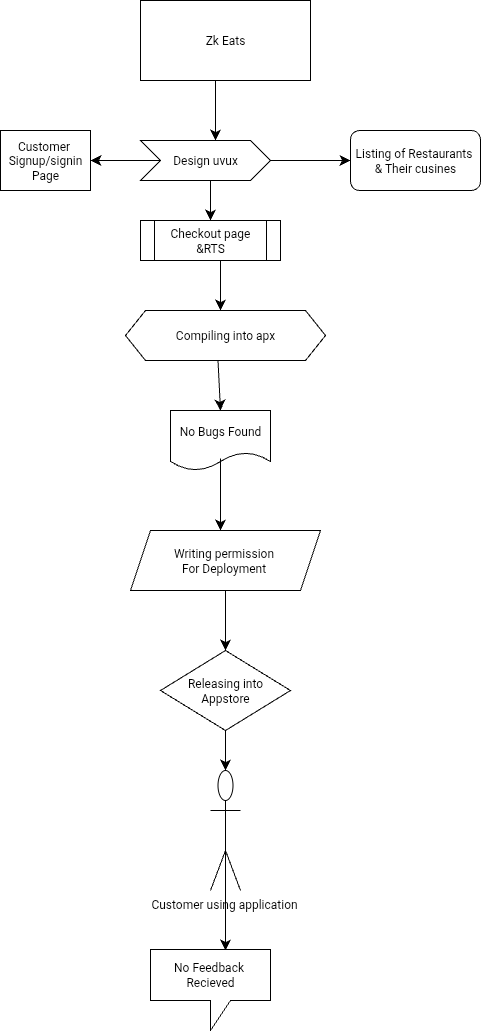 Zk Eats
Customer
Signup/signin
Page
Design uvux
Listing of Restaurants
& Their cusines
Checkout page
&RTS
Compiling into apx
No Bugs Found
Writing permission
For Deployment
Releasing into
Appstore
Customer using application
No Feedback
Recieved